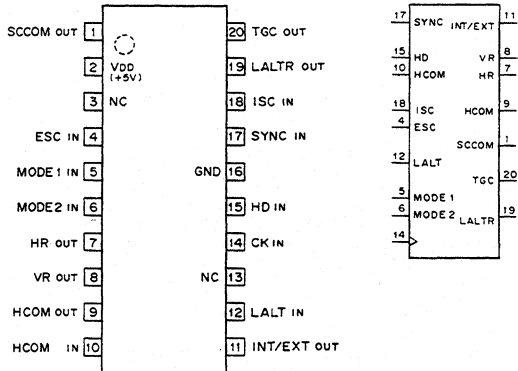 SCCOM OUT 1
2 VDD
(+5V)
3 NC
ESC IN 4
MODE1 IN 5
MODE2 IN 6
HR OUT 7
VR OUT 8
HCOM OUT 9
HCOM IN 10
20 TGC OUT
19 LALTR OUT
18 ISC IN
17 SYNC IN
GND 16
15 HD IN
14 CK IN
NC 13
12 LALT IN
11 INT/EXT OUT
17 SYNC INT/EXT 11
15 HD VR 8
10 HCOM HR 7
18 ISC HCOM 9
4 ESC
SCCOM 1
12 LALT
TGC 20
5 MODE 1
6 MODE2 LALTR 19
14